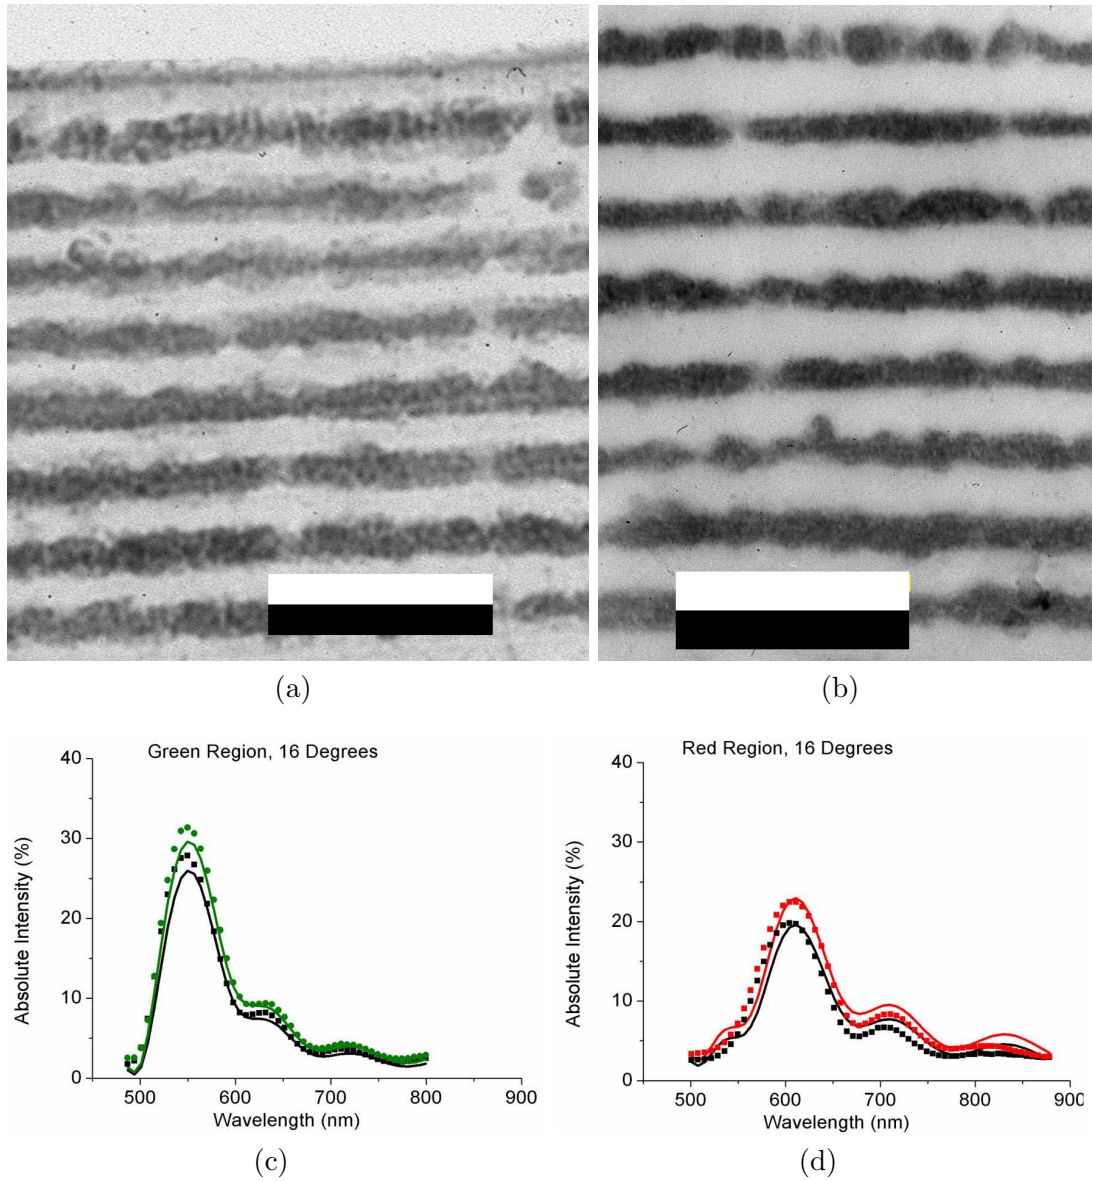 (a)
(b)
Green Region, 16 Degrees
40
30
20
10
0
Absolute Intensity (%)
500
600
700
800
900
Wavelength (nm)
(c)
Red Region, 16 Degrees
40
30
20
10
0
Absolute Intensity (%)
500
600
700
800
900
Wavelength (nm)
(d)